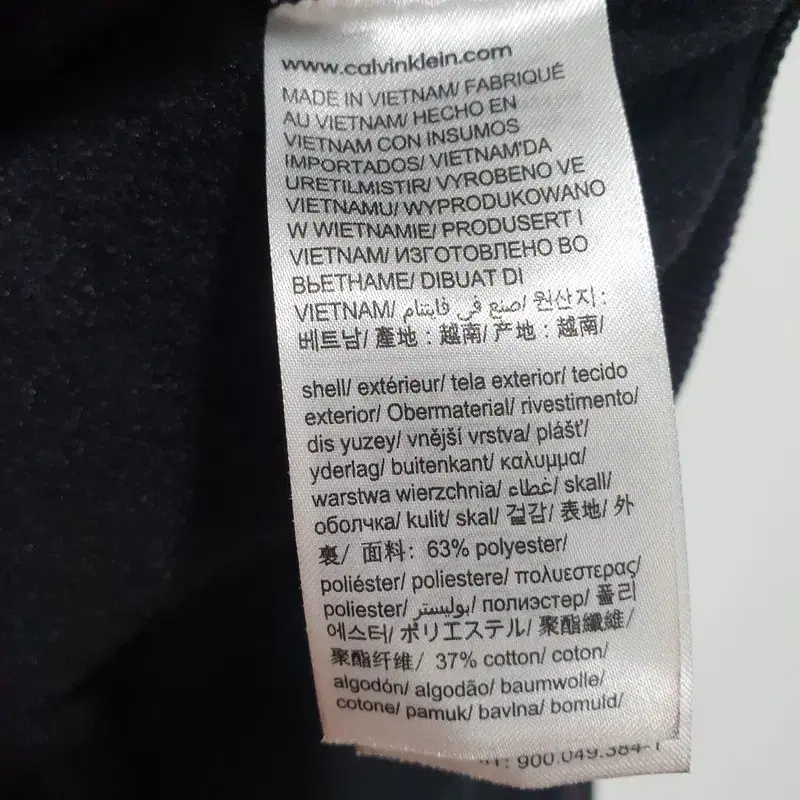 www.calvinklein.com
MADE IN VIETNAM/ FABRIQUÉ
AU VIETNAM/ HECHO EN
VIETNAM CON INSUMOS
IMPORTADOS/ VIETNAM'DA
URETILMISTIR/ VYROBENO VE
VIETNAMU/ WYPRODUKOWANO
W WIETNAMIE/ PRODUSERT I
VIETNAM/ ИЗГОТОВЛЕНО ВО
ВЬЕТНАМЕ/ DIBUAT DI
VIETNAM/ صنع في فايتنام/ 원산지:
베트남/ 產地 : 越南/ 产地 : 越南/
shell/ extérieur/ tela exterior/ tecido
exterior/ Obermaterial/ rivestimento/
dis yuzey/ vnější vrstva/ plášť/
yderlag/ buitenkant/ καλυμμα/
warstwa wierzchnia/ غطاء/ skall/
оболчка/ kulit/ skal/ 겉감/ 表地/ 外
裏/ 面料: 63% polyester/
poliéster/ poliestere/ πολυεστερας/
poliester/ بوليستر/ полиэстер/ 폴리
에스터/ ポリエステル/ 聚酯纖維/
聚酯纤维/ 37% cotton/ coton/
algodón/ algodão/ baumwolle/
cotone/ pamuk/ bavlna/ bomuld/
900.049.384-1